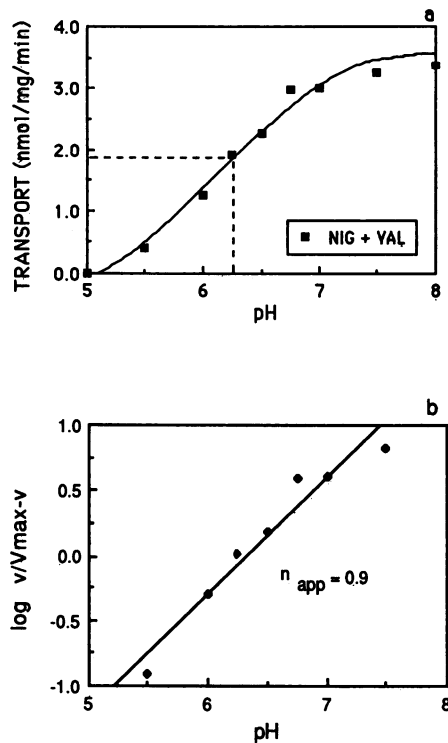 a
TRANSPORT (nmol/mg/min)
4.0
3.0
2.0
1.0
0.0
NIG + VAL
5 6 7 8
pH
b
log v/Vmax-v
1.0
0.5
0.0
-0.5
-1.0
n app = 0.9
5 6 7 8
pH